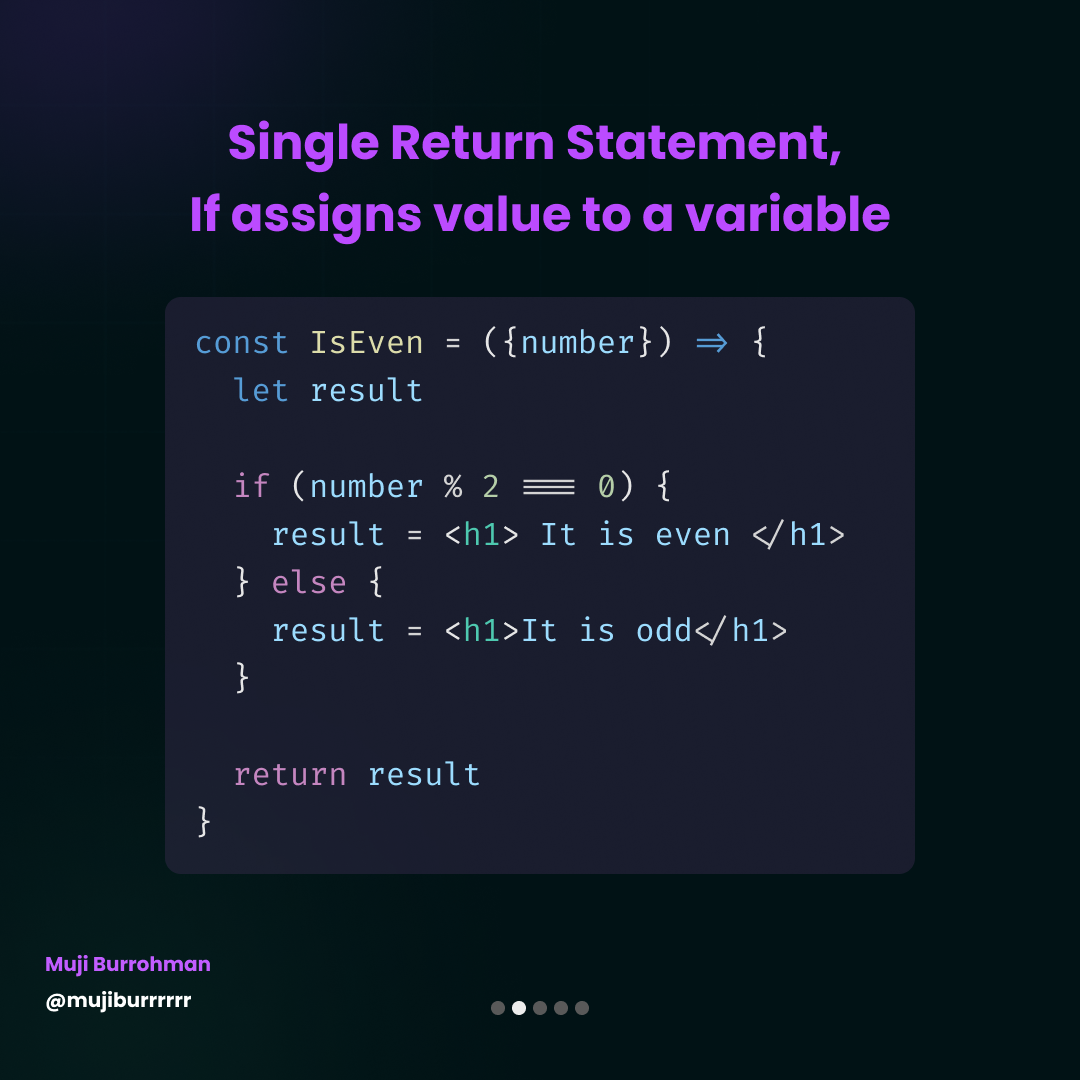 Single Return Statement,
If assigns value to a variable
const IsEven = ({number}) => {
  let result
  if (number % 2 === 0) {
    result = <h1> It is even </h1>
  } else {
    result = <h1>It is odd</h1>
  }
  return result
}
Muji Burrohman
@mujiburrrrrr